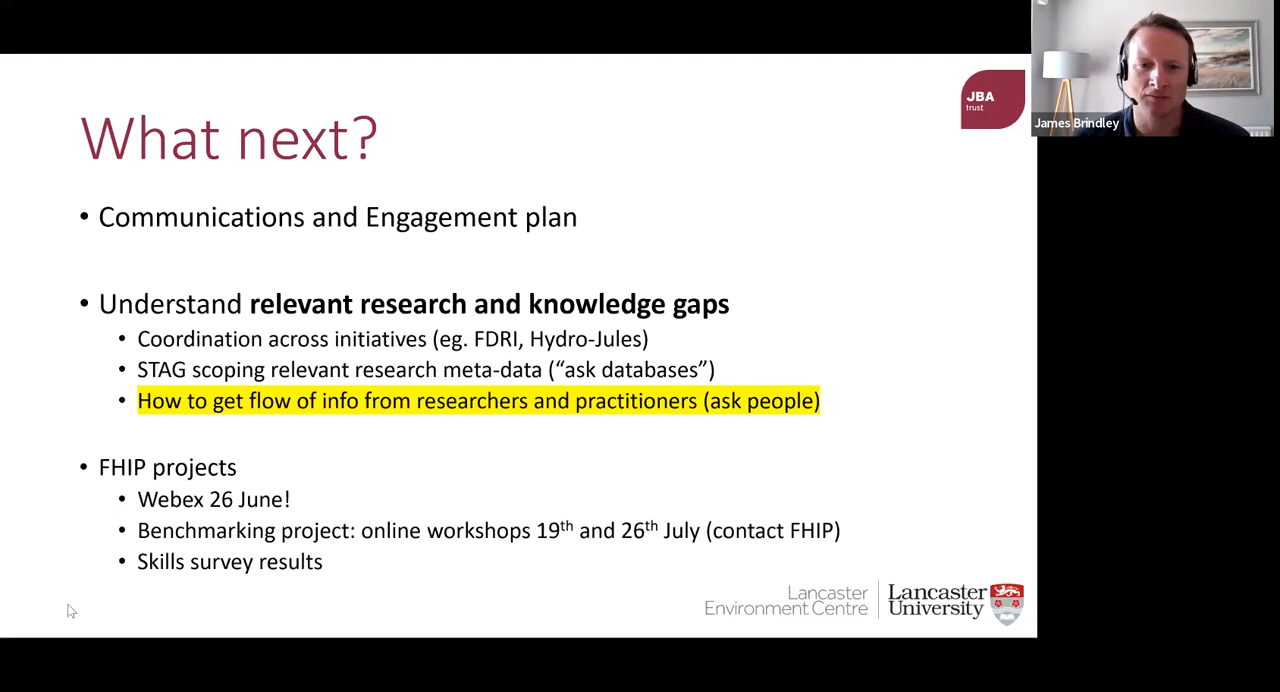 JBA
trust
James Brindley
What next?
• Communications and Engagement plan
• Understand relevant research and knowledge gaps
• Coordination across initiatives (eg. FDRI, Hydro-Jules)
• STAG scoping relevant research meta-data (“ask databases”)
• How to get flow of info from researchers and practitioners (ask people)
• FHIP projects
• Webex 26 June!
• Benchmarking project: online workshops 19th and 26th July (contact FHIP)
• Skills survey results
Lancaster
Environment Centre
Lancaster
University